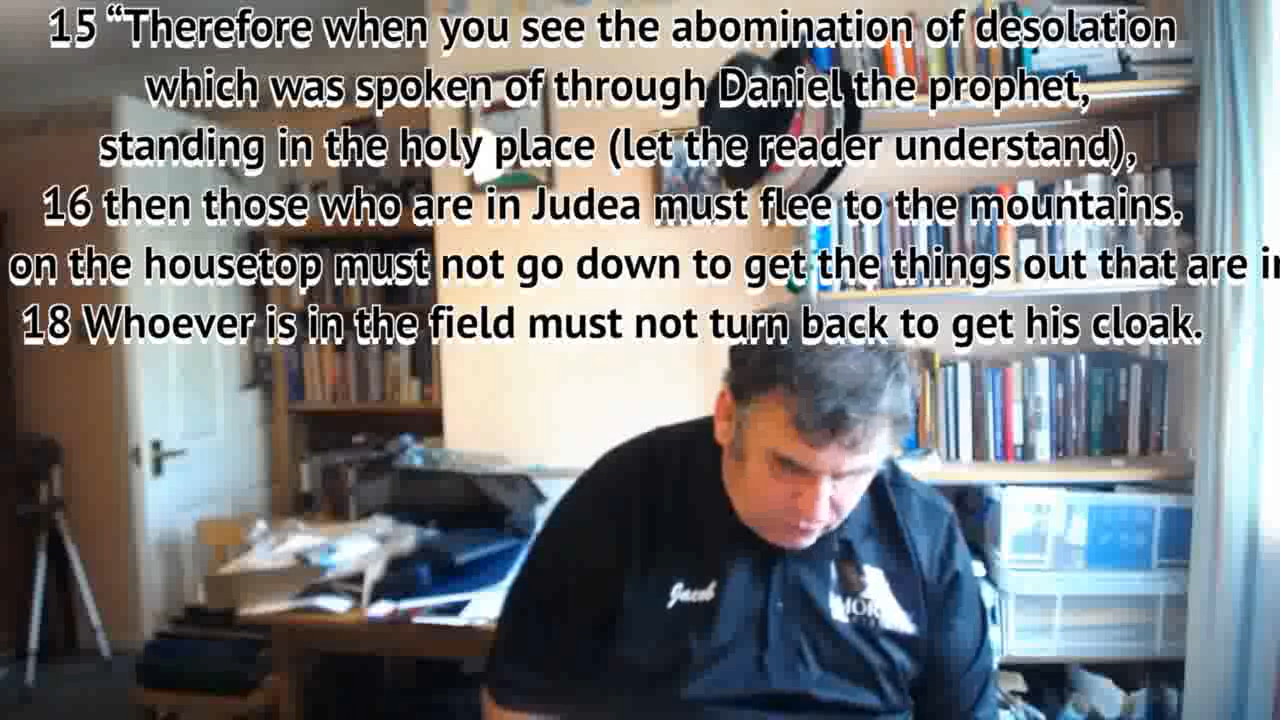 15 “Therefore when you see the abomination of desolation
which was spoken of through Daniel the prophet,
standing in the holy place (let the reader understand),
16 then those who are in Judea must flee to the mountains.
on the housetop must not go down to get the things out that are in
18 Whoever is in the field must not turn back to get his cloak.
Jacob